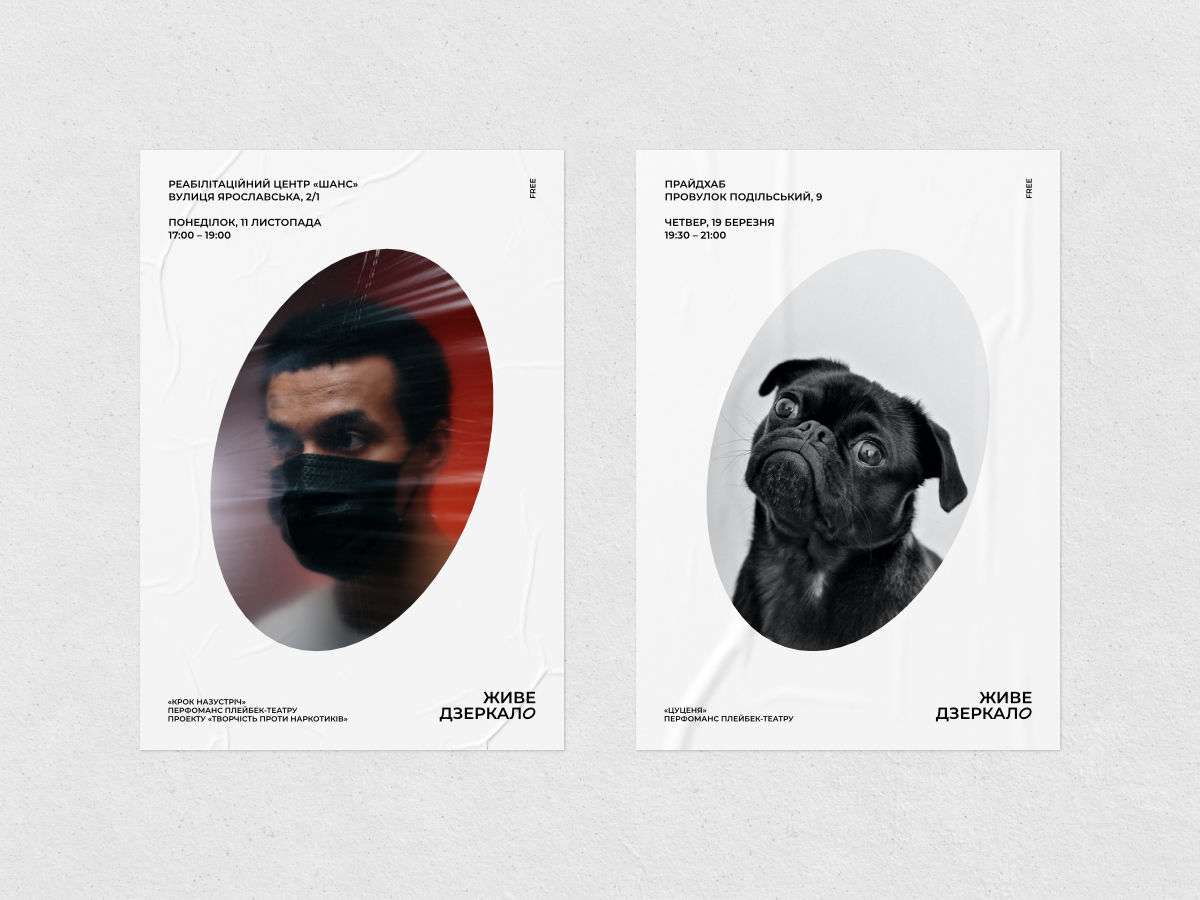 РЕАБІЛІТАЦІЙНИЙ ЦЕНТР «ШАНС»
ВУЛИЦЯ ЯРОСЛАВСЬКА, 2/1
ПОНЕДІЛОК, 11 ЛИСТОПАДА
17:00 – 19:00
FREE
«КРОК НАЗУСТРІЧ»
ПЕРФОМАНС ПЛЕЙБЕК-ТЕАТРУ
ПРОЕКТУ «ТВОРЧІСТЬ ПРОТИ НАРКОТИКІВ»
ЖИВЕ
ДЗЕРКАЛО
ПРАЙДХАБ
ПРОВУЛОК ПОДІЛЬСЬКИЙ, 9
ЧЕТВЕР, 19 БЕРЕЗНЯ
19:30 – 21:00
FREE
«ЦУЦЕНЯ»
ПЕРФОМАНС ПЛЕЙБЕК-ТЕАТРУ
ЖИВЕ
ДЗЕРКАЛО